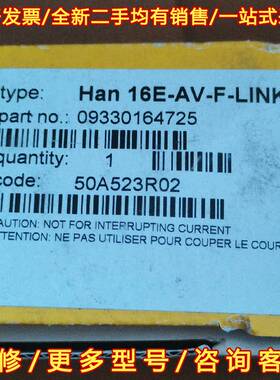 开发票/全新二手均有销售/一站式
type: Han 16E-AV-F-LINK
part no.: 09330164725
quantity: 1
code: 50A523R02
CAUTION: NOT FOR INTERRUPTING CURRENT
ATTENTION: NE PAS UTILISER POUR COUPER LE COUR
修/更多型号/咨询客